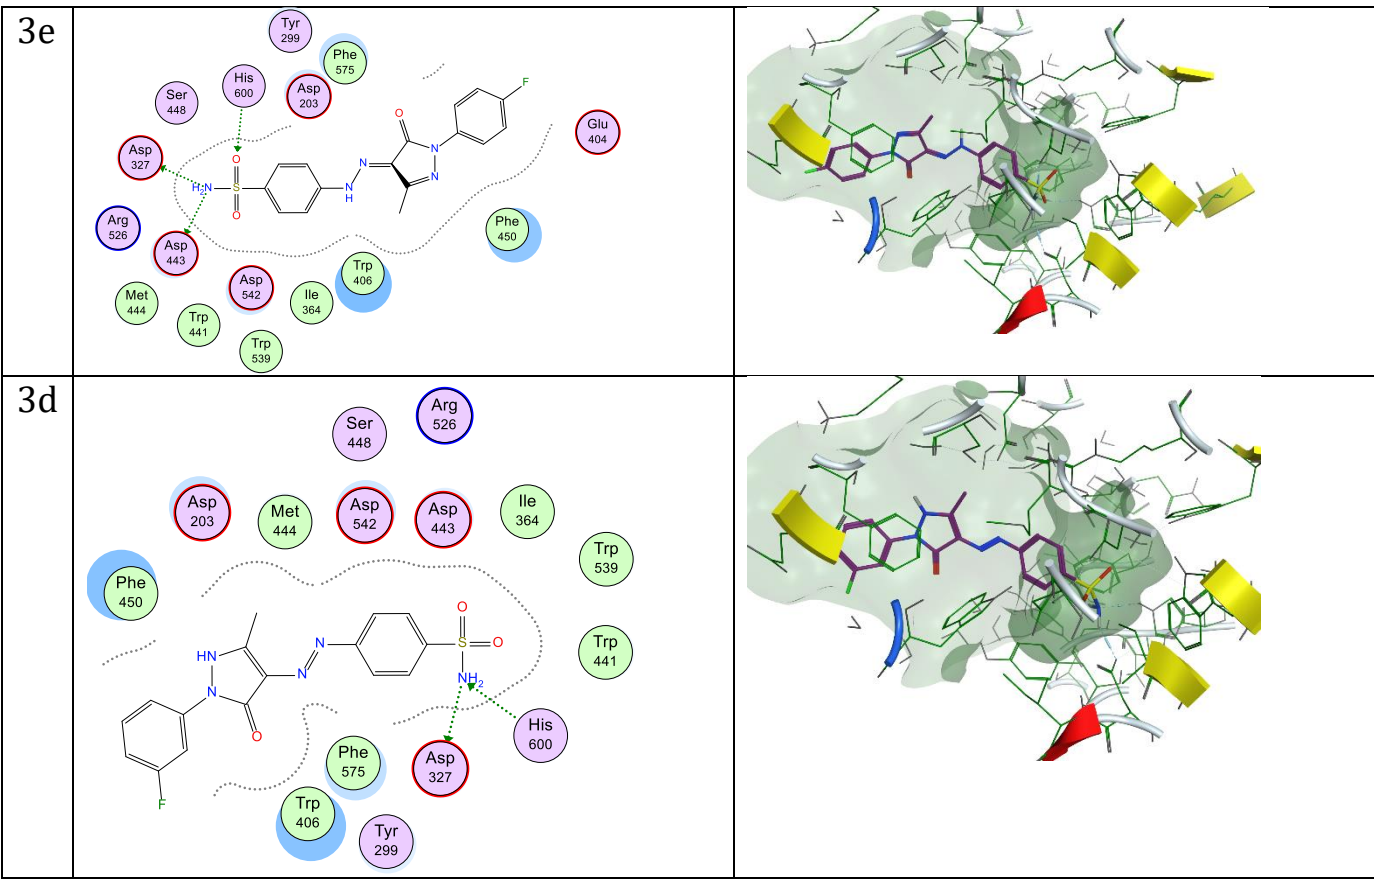 3e
Tyr
299
Phe
575
His
600
Asp
203
Ser
448
F
O
Glu
404
Asp
327
O
N
N
N
H₂N
S
N
H
O
Arg
526
Asp
443
Phe
450
Trp
406
Asp
542
Met
444
Ile
364
Trp
441
Trp
539
3d
Arg
526
Ser
448
Asp
203
Met
444
Asp
542
Asp
443
Ile
364
Trp
539
Phe
450
O
N
S
O
HN
Trp
441
N
NH₂
N
O
His
600
Phe
575
Asp
327
F
Trp
406
Tyr
299